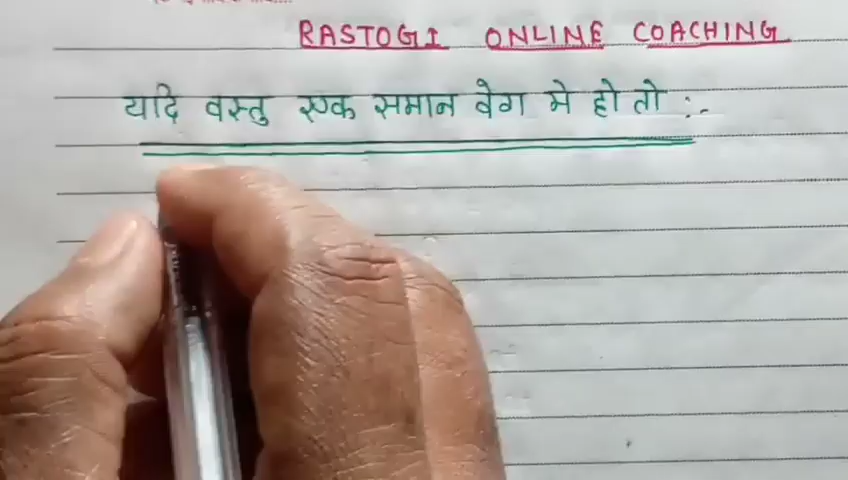 RASTOGI ONLINE COACHING
यदि वस्तु एक समान वेग मे हो तो :-